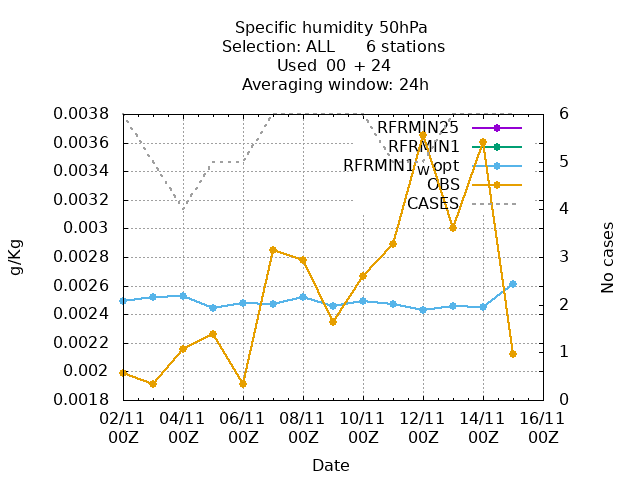 Specific humidity 50hPa
Selection: ALL 6 stations
Used 00 + 24
Averaging window: 24h
RFRMIN25
RFRMIN1
RFRMIN1wopt
OBS
CASES
0.0038
0.0036
0.0034
0.0032
0.003
0.0028
0.0026
0.0024
0.0022
0.002
0.0018
6
5
4
3
2
1
0
g/Kg
No cases
02/11 04/11 06/11 08/11 10/11 12/11 14/11 16/11
00Z 00Z 00Z 00Z 00Z 00Z 00Z 00Z
Date